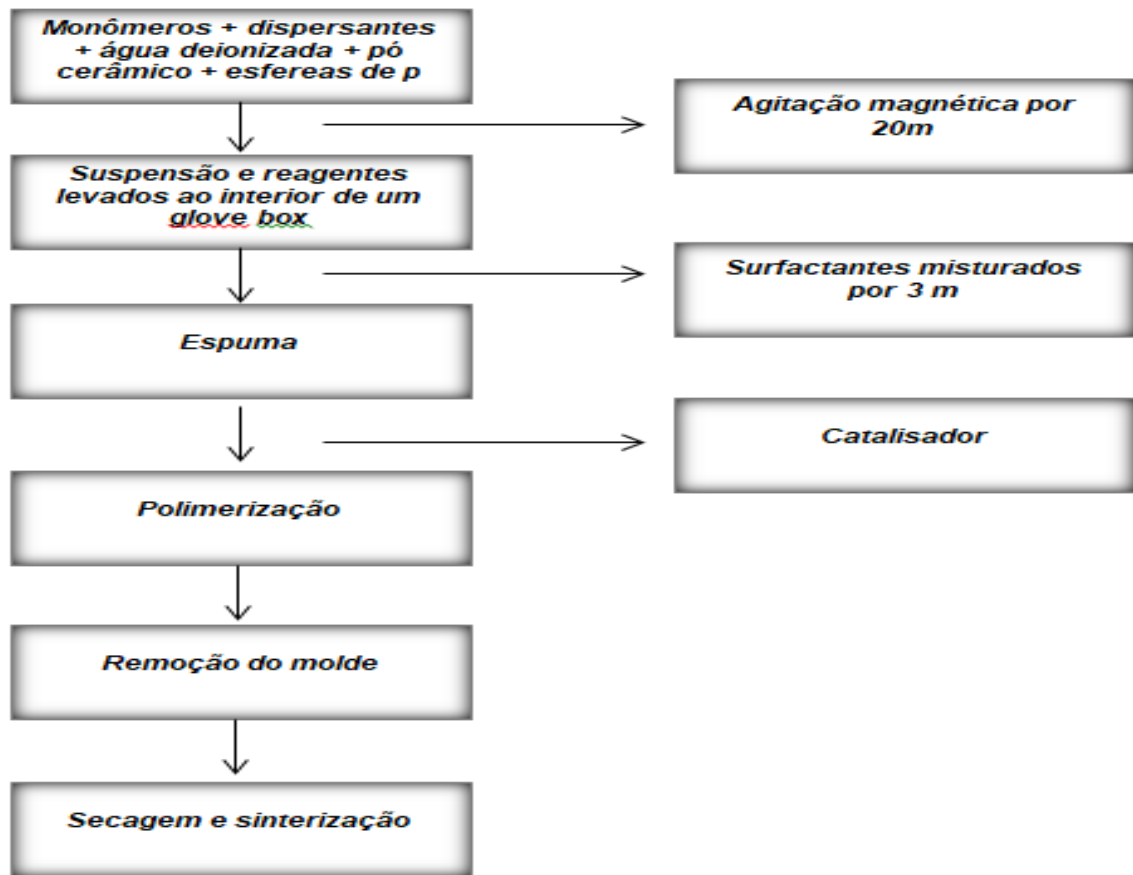 Monômeros + dispersantes
+ água deionizada + pó
cerâmico + esfereas de p
Agitação magnética por
20m
Suspensão e reagentes
levados ao interior de um
glove box
Surfactantes misturados
por 3 m
Espuma
Catalisador
Polimerização
Remoção do molde
Secagem e sinterização